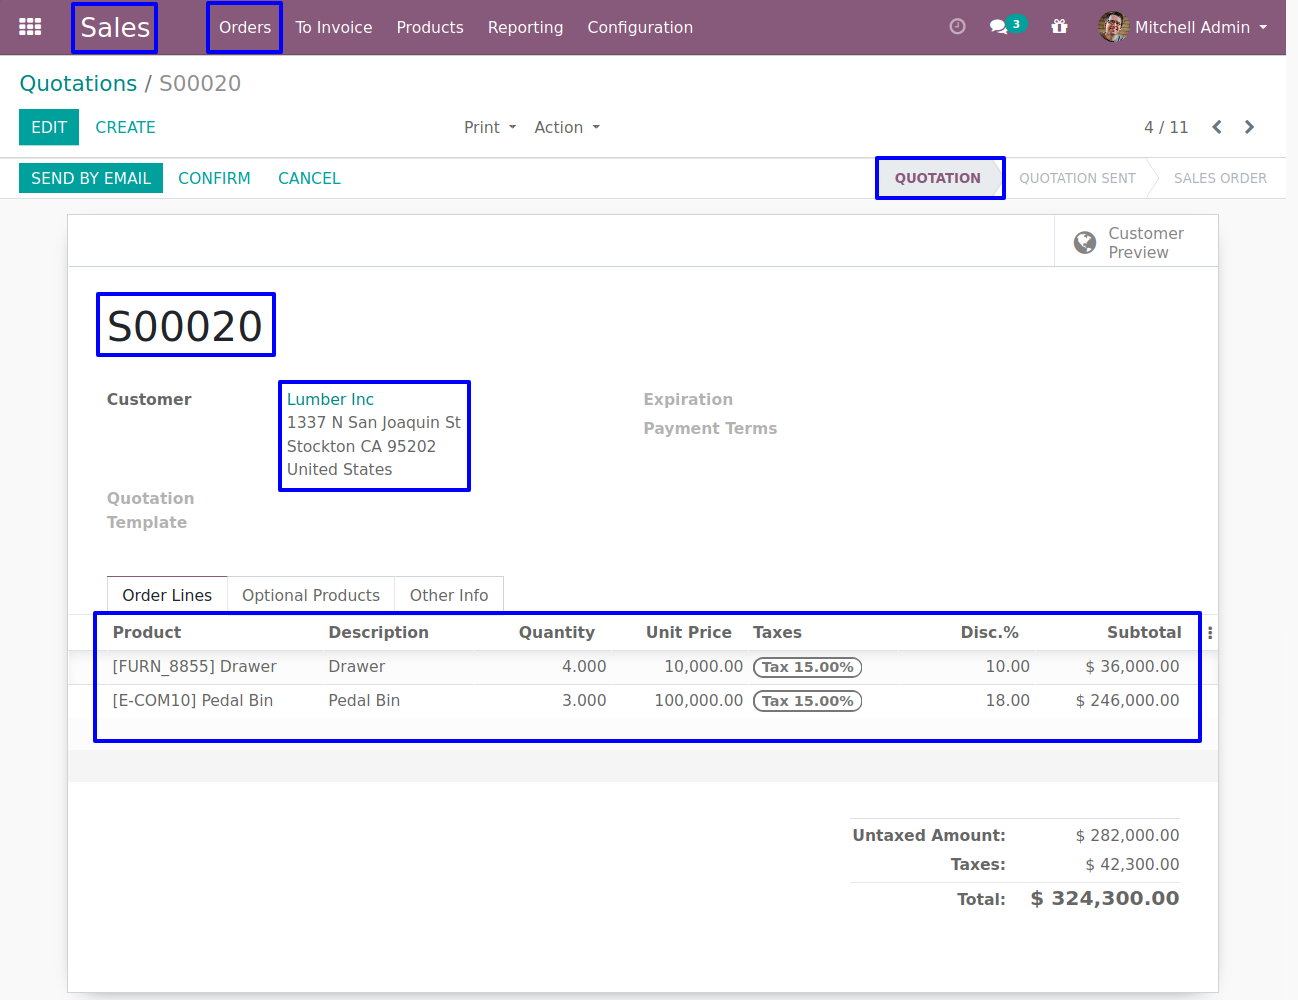 Sales Orders To Invoice Products Reporting Configuration 3 Mitchell Admin
Quotations / S00020
EDIT CREATE Print Action 4 / 11
SEND BY EMAIL CONFIRM CANCEL QUOTATION QUOTATION SENT SALES ORDER
Customer
Preview
S00020
Customer Lumber Inc Expiration
1337 N San Joaquin St
Payment Terms
Stockton CA 95202
United States
Quotation
Template
Order Lines Optional Products Other Info
Product Description Quantity Unit Price Taxes Disc.% Subtotal
[FURN_8855] Drawer Drawer 4.000 10,000.00 Tax 15.00% 10.00 $ 36,000.00
[E-COM10] Pedal Bin Pedal Bin 3.000 100,000.00 Tax 15.00% 18.00 $ 246,000.00
Untaxed Amount: $ 282,000.00
Taxes: $ 42,300.00
Total: $ 324,300.00